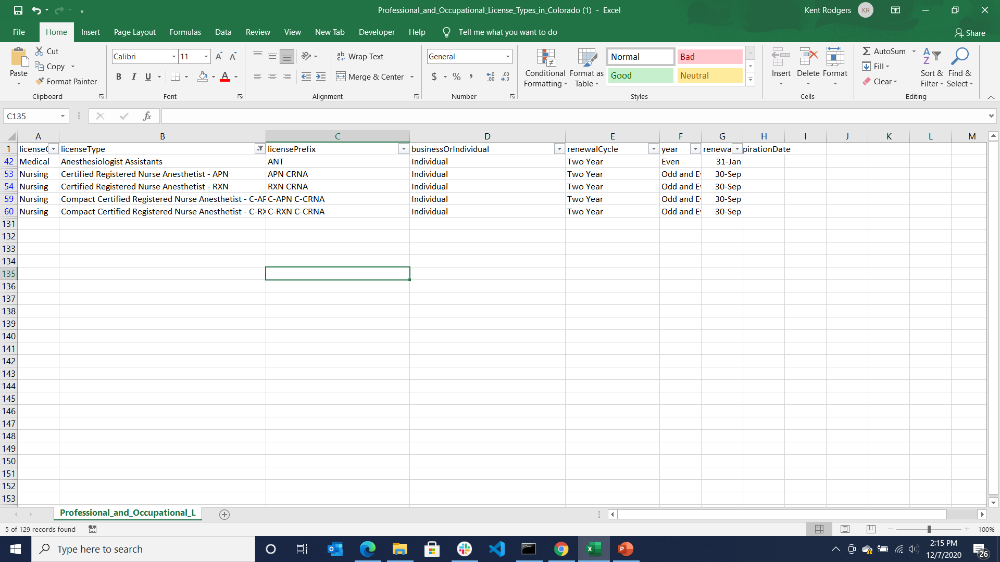 Professional_and_Occupational_License_Types_in_Colorado (1) - Excel
Kent Rodgers KR
File Home Insert Page Layout Formulas Data Review View New Tab Developer Help Tell me what you want to do Share
Paste
Cut
Copy
Format Painter
Clipboard
Calibri 11
B I U A
Font
Wrap Text
Merge & Center
Alignment
General
$ % ,
Number
Conditional Formatting
Format as Table
Normal Bad
Good Neutral
Styles
Insert Delete Format
Cells
AutoSum
Fill
Clear
Sort & Filter
Find & Select
Editing
C135 fx
A B C D E F G H I J K L M
1 licenseC licenseType licensePrefix businessOrIndividual renewalCycle year renewa pirationDate
42 Medical Anesthesiologist Assistants ANT Individual Two Year Even 31-Jan
53 Nursing Certified Registered Nurse Anesthetist - APN APN CRNA Individual Two Year Odd and Ev 30-Sep
54 Nursing Certified Registered Nurse Anesthetist - RXN RXN CRNA Individual Two Year Odd and Ev 30-Sep
59 Nursing Compact Certified Registered Nurse Anesthetist - C-AP C-APN C-CRNA Individual Two Year Odd and Ev 30-Sep
60 Nursing Compact Certified Registered Nurse Anesthetist - C-RX C-RXN C-CRNA Individual Two Year Odd and Ev 30-Sep
131
132
133
134
135
136
137
138
139
140
141
142
143
144
145
146
147
148
149
150
151
152
153
Professional_and_Occupational_L
5 of 129 records found
100%
Type here to search
2:15 PM
12/7/2020
26